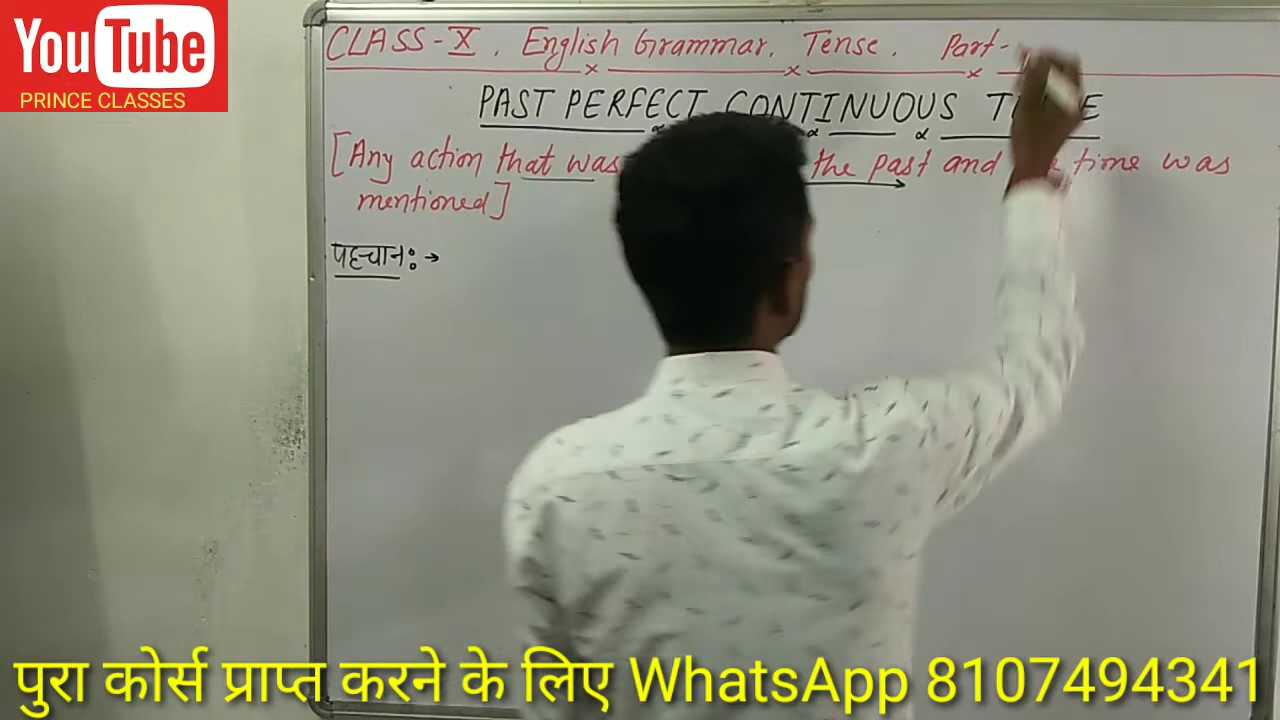 YouTube
PRINCE CLASSES
CLASS-X. English Grammar. Tense. Part-
PAST PERFECT CONTINUOUS
[Any action that was the past and time was
mentioned]
पहचानः→
पुरा कोर्स प्राप्त करने के लिए WhatsApp 8107494341